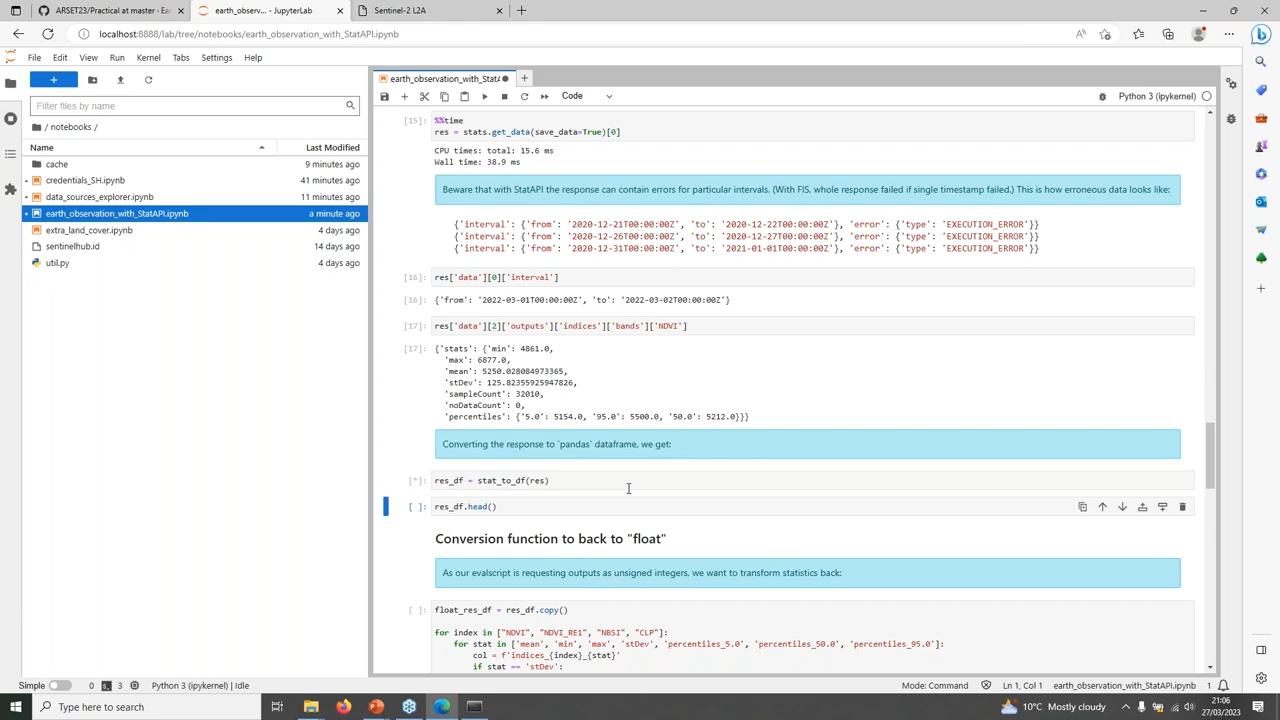 ARSET23/Practical at master · E
earth_observ... - JupyterLab
Sentinel-2 L2A
localhost:8888/lab/tree/notebooks/earth_observation_with_StatAPI.ipynb
File Edit View Run Kernel Tabs Settings Help
Filter files by name
/ notebooks /
Name Last Modified
cache 9 minutes ago
credentials_SH.ipynb 41 minutes ago
data_sources_explorer.ipynb 11 minutes ago
earth_observation_with_StatAPI.ipynb a minute ago
extra_land_cover.ipynb 4 days ago
sentinelhub.id 14 days ago
util.py 4 days ago
earth_observation_with_StatA
Code
Python 3 (ipykernel)
[15]: %%time
res = stats.get_data(save_data=True)[0]
CPU times: total: 15.6 ms
Wall time: 38.9 ms
Beware that with StatAPI the response can contain errors for particular intervals. (With FIS, whole response failed if single timestamp failed.) This is how erroneous data looks like:
{'interval': {'from': '2020-12-21T00:00:00Z', 'to': '2020-12-22T00:00:00Z'}, 'error': {'type': 'EXECUTION_ERROR'}}
{'interval': {'from': '2020-12-26T00:00:00Z', 'to': '2020-12-27T00:00:00Z'}, 'error': {'type': 'EXECUTION_ERROR'}}
{'interval': {'from': '2020-12-31T00:00:00Z', 'to': '2021-01-01T00:00:00Z'}, 'error': {'type': 'EXECUTION_ERROR'}}
[16]: res['data'][0]['interval']
[16]: {'from': '2022-03-01T00:00:00Z', 'to': '2022-03-02T00:00:00Z'}
[17]: res['data'][2]['outputs']['indices']['bands']['NDVI']
[17]: {'stats': {'min': 4861.0,
'max': 6877.0,
'mean': 5250.028084973365,
'stDev': 125.82355925947826,
'sampleCount': 32010,
'noDataCount': 0,
'percentiles': {'5.0': 5154.0, '95.0': 5500.0, '50.0': 5212.0}}}
Converting the response to `pandas` dataframe, we get:
[*]: res_df = stat_to_df(res)
[ ]: res_df.head()
Conversion function to back to "float"
As our evalscript is requesting outputs as unsigned integers, we want to transform statistics back:
[ ]: float_res_df = res_df.copy()
for index in ["NDVI", "NDVI_RE1", "NBSI", "CLP"]:
for stat in ['mean', 'min', 'max', 'stDev', 'percentiles_5.0', 'percentiles_50.0', 'percentiles_95.0']:
col = f'indices_{index}_{stat}'
if stat == 'stDev':
Simple 0 3 Python 3 (ipykernel) | Idle Mode: Command Ln 1, Col 1 earth_observation_with_StatAPI.ipynb 1
Type here to search
10°C Mostly cloudy
21:06
27/03/2023